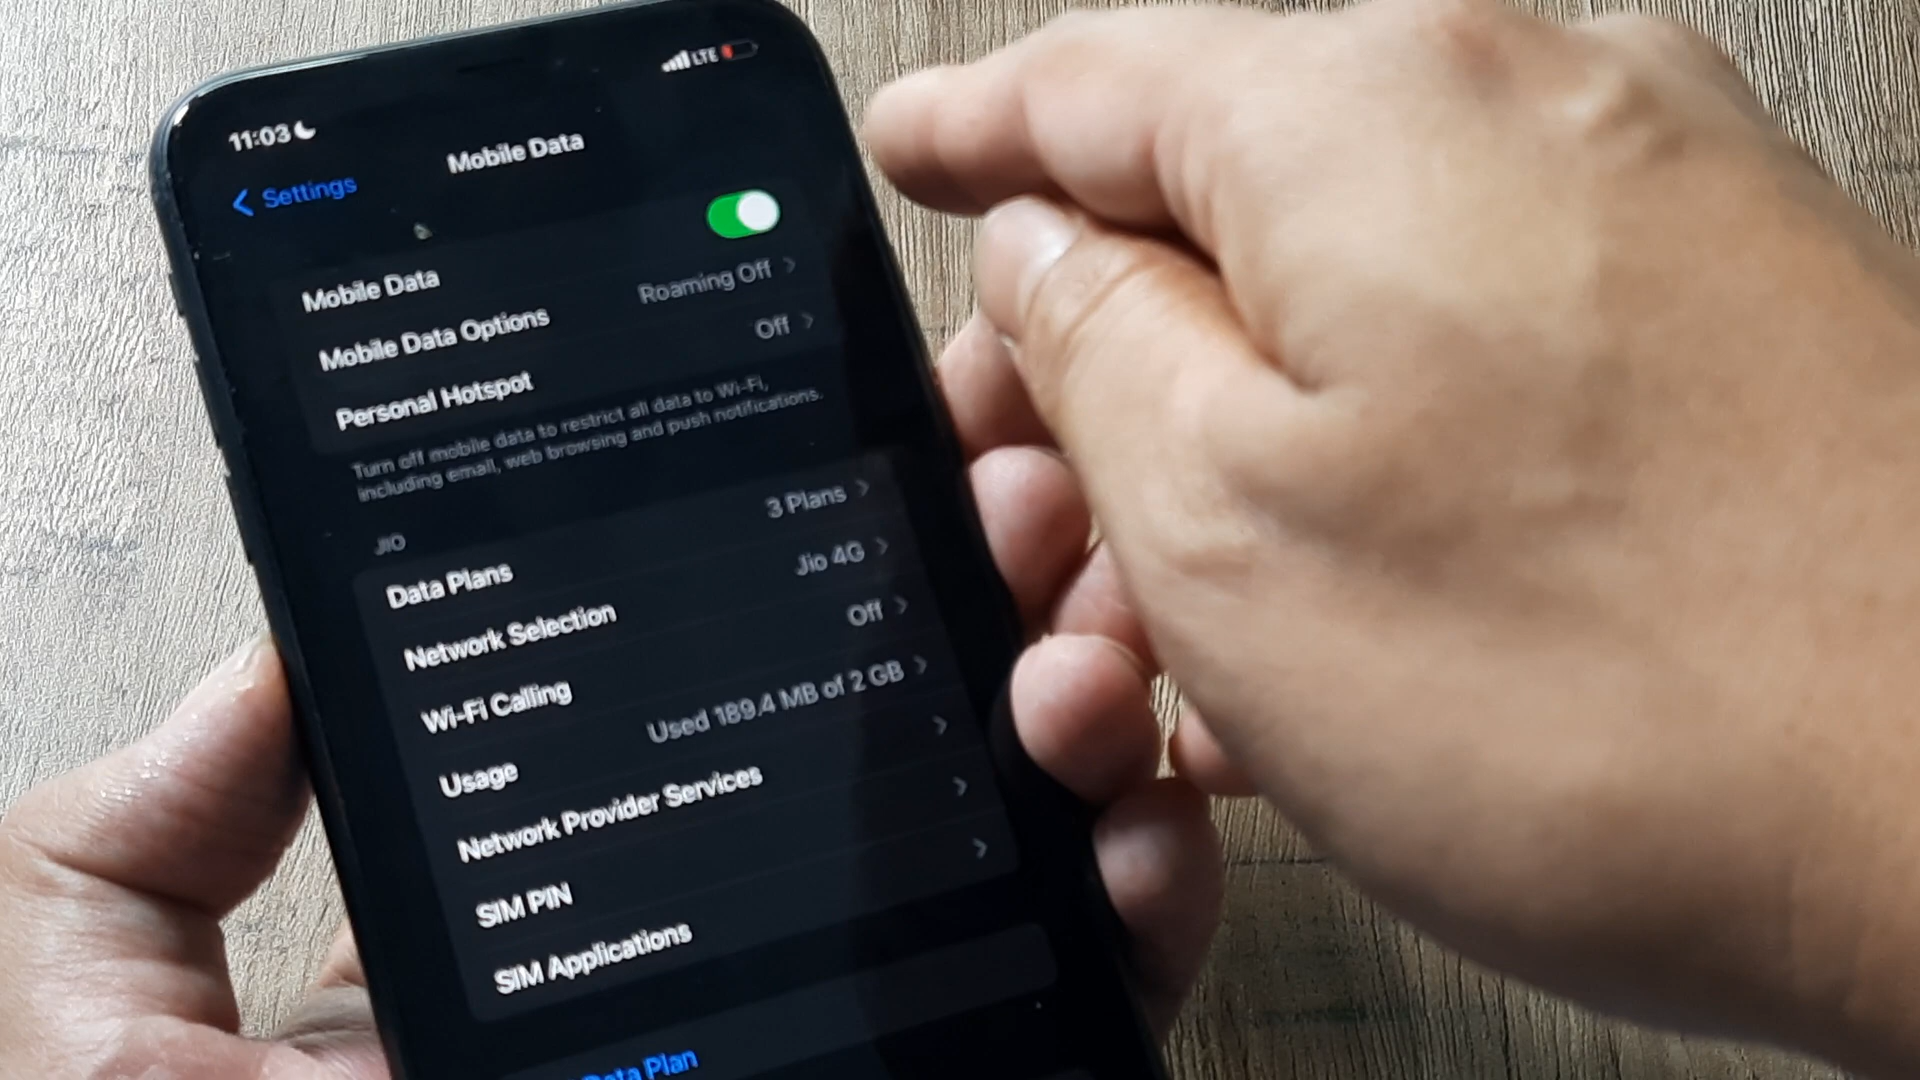 11:03
LTE
Settings
Mobile Data
Mobile Data
Mobile Data Options Roaming Off
Personal Hotspot Off
Turn off mobile data to restrict all data to Wi-Fi,
including email, web browsing and push notifications.
JIO
Data Plans 3 Plans
Network Selection Jio 4G
Wi-Fi Calling Off
Usage Used 189.4 MB of 2 GB
Network Provider Services
SIM PIN
SIM Applications
Data Plan